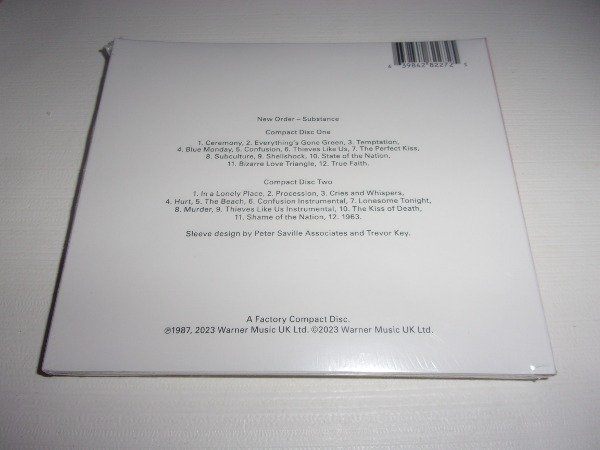 5 39842 82272 5
New Order – Substance
Compact Disc One
1. Ceremony, 2. Everything's Gone Green, 3. Temptation,
4. Blue Monday, 5. Confusion, 6. Thieves Like Us, 7. The Perfect Kiss,
8. Subculture, 9. Shellshock, 10. State of the Nation,
11. Bizarre Love Triangle, 12. True Faith.
Compact Disc Two
1. In a Lonely Place, 2. Procession, 3. Cries and Whispers,
4. Hurt, 5. The Beach, 6. Confusion Instrumental, 7. Lonesome Tonight,
8. Murder, 9. Thieves Like Us Instrumental, 10. The Kiss of Death,
11. Shame of the Nation, 12. 1963.
Sleeve design by Peter Saville Associates and Trevor Key.
A Factory Compact Disc.
℗1987, 2023 Warner Music UK Ltd. ©2023 Warner Music UK Ltd.